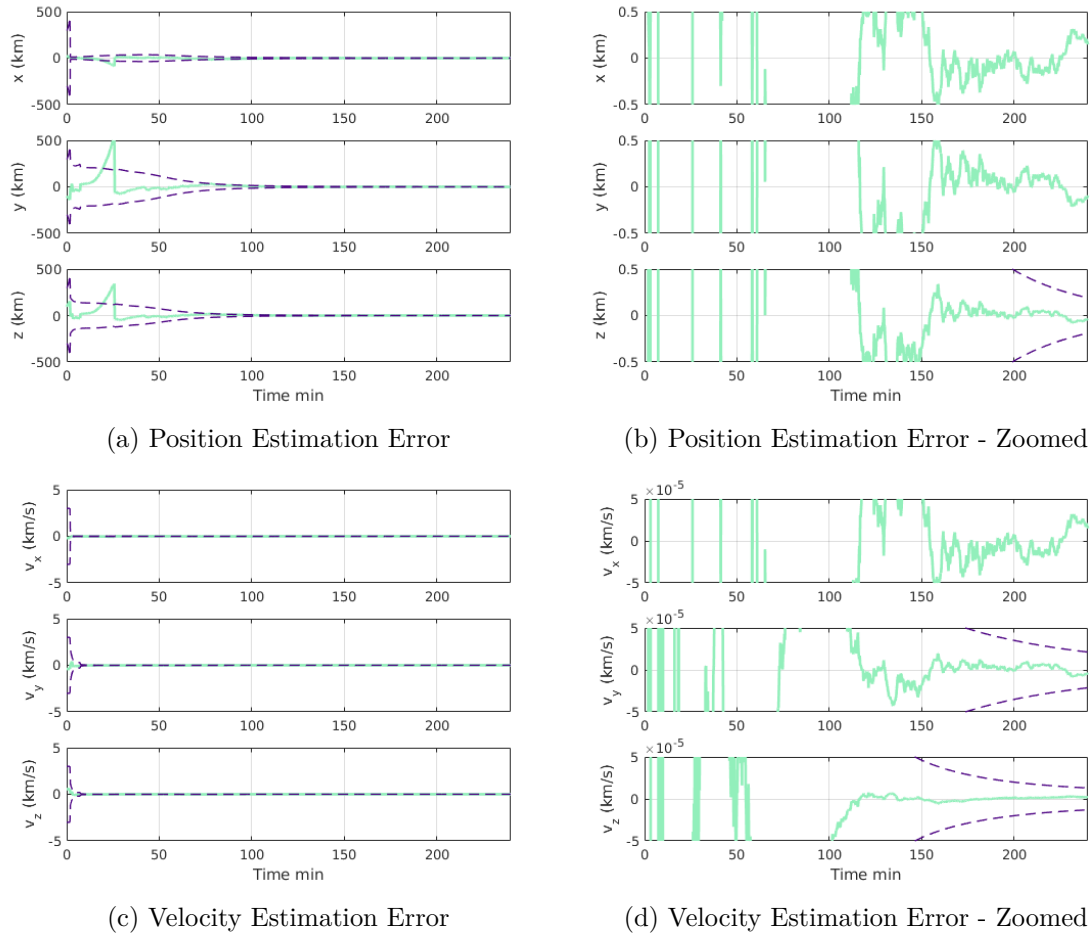 500
0
-500
x (km)
0 50 100 150 200
500
0
-500
y (km)
0 50 100 150 200
500
0
-500
z (km)
0 50 100 150 200
Time min
(a) Position Estimation Error
0.5
0
-0.5
x (km)
0 50 100 150 200
0.5
0
-0.5
y (km)
0 50 100 150 200
0.5
0
-0.5
z (km)
0 50 100 150 200
Time min
(b) Position Estimation Error - Zoomed
5
0
-5
v_x (km/s)
0 50 100 150 200
5
0
-5
v_y (km/s)
0 50 100 150 200
5
0
-5
v_z (km/s)
0 50 100 150 200
Time min
(c) Velocity Estimation Error
×10^-5
5
0
-5
v_x (km/s)
0 50 100 150 200
×10^-5
5
0
-5
v_y (km/s)
0 50 100 150 200
×10^-5
5
0
-5
v_z (km/s)
0 50 100 150 200
Time min
(d) Velocity Estimation Error - Zoomed